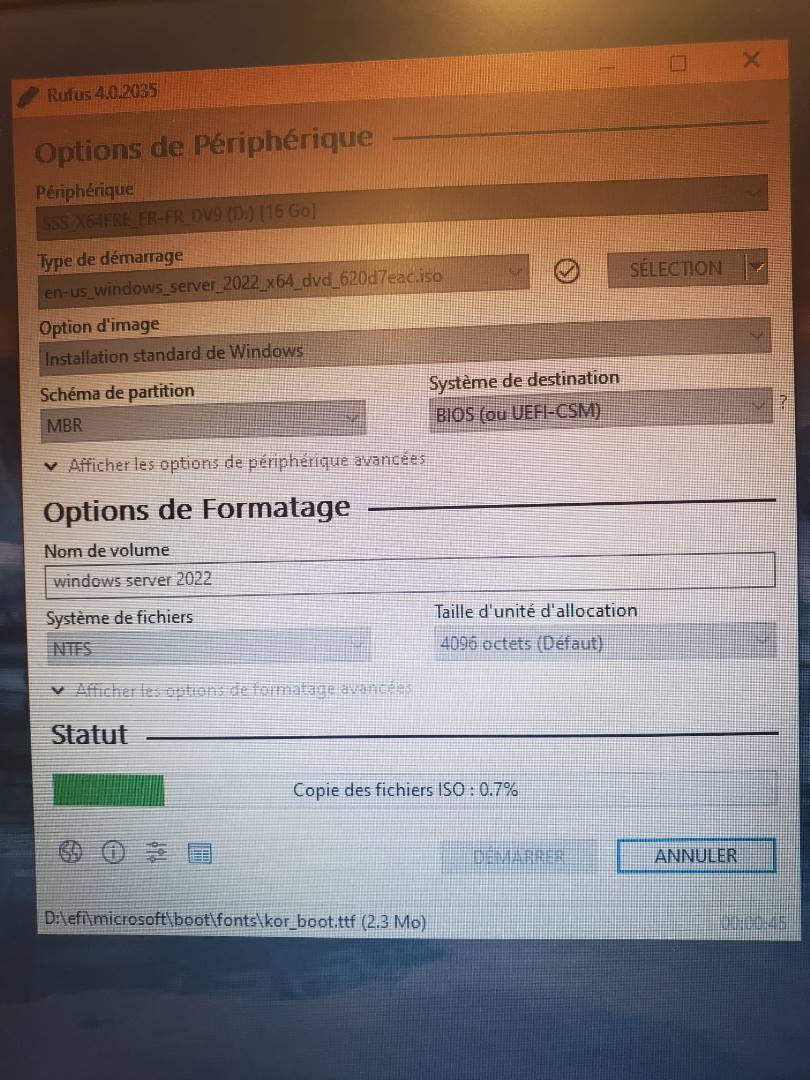 Rufus 4.0.2035
Options de Périphérique
Périphérique
SSS_X64FRE_FR-FR_DV9 (D:) [16 Go]
Type de démarrage
en-us_windows_server_2022_x64_dvd_620d7eac.iso
SÉLECTION
Option d'image
Installation standard de Windows
Schéma de partition
Système de destination
MBR
BIOS (ou UEFI-CSM)
?
Afficher les options de périphérique avancées
Options de Formatage
Nom de volume
windows server 2022
Système de fichiers
Taille d'unité d'allocation
NTFS
4096 octets (Défaut)
Afficher les options de formatage avancées
Statut
Copie des fichiers ISO : 0.7%
DÉMARRER
ANNULER
D:\efi\microsoft\boot\fonts\kor_boot.ttf (2.3 Mo)
00:00:45